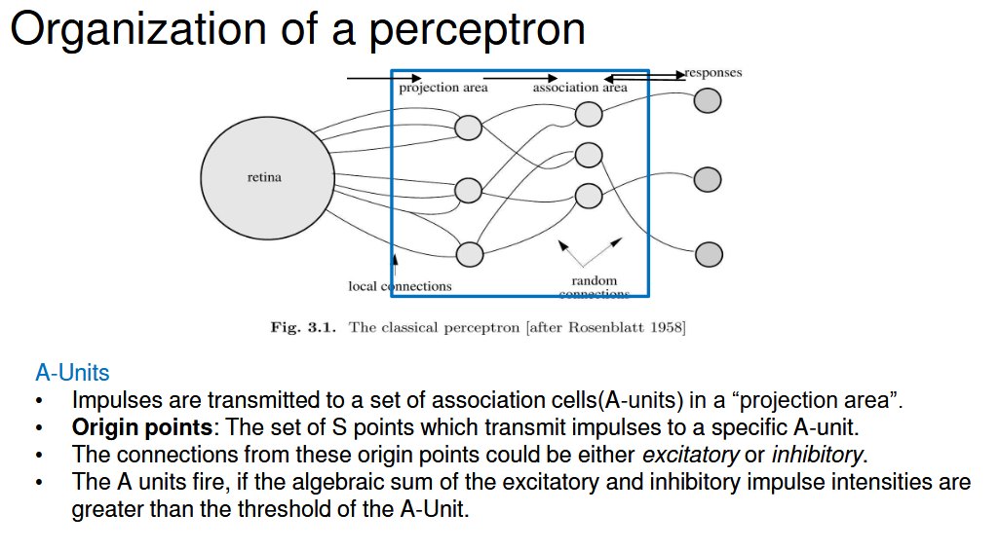 Organization of a perceptron
responses
projection area
association area
retina
local connections
random
connections
Fig. 3.1. The classical perceptron [after Rosenblatt 1958]
A-Units
• Impulses are transmitted to a set of association cells(A-units) in a “projection area”.
• Origin points: The set of S points which transmit impulses to a specific A-unit.
• The connections from these origin points could be either excitatory or inhibitory.
• The A units fire, if the algebraic sum of the excitatory and inhibitory impulse intensities are
greater than the threshold of the A-Unit.